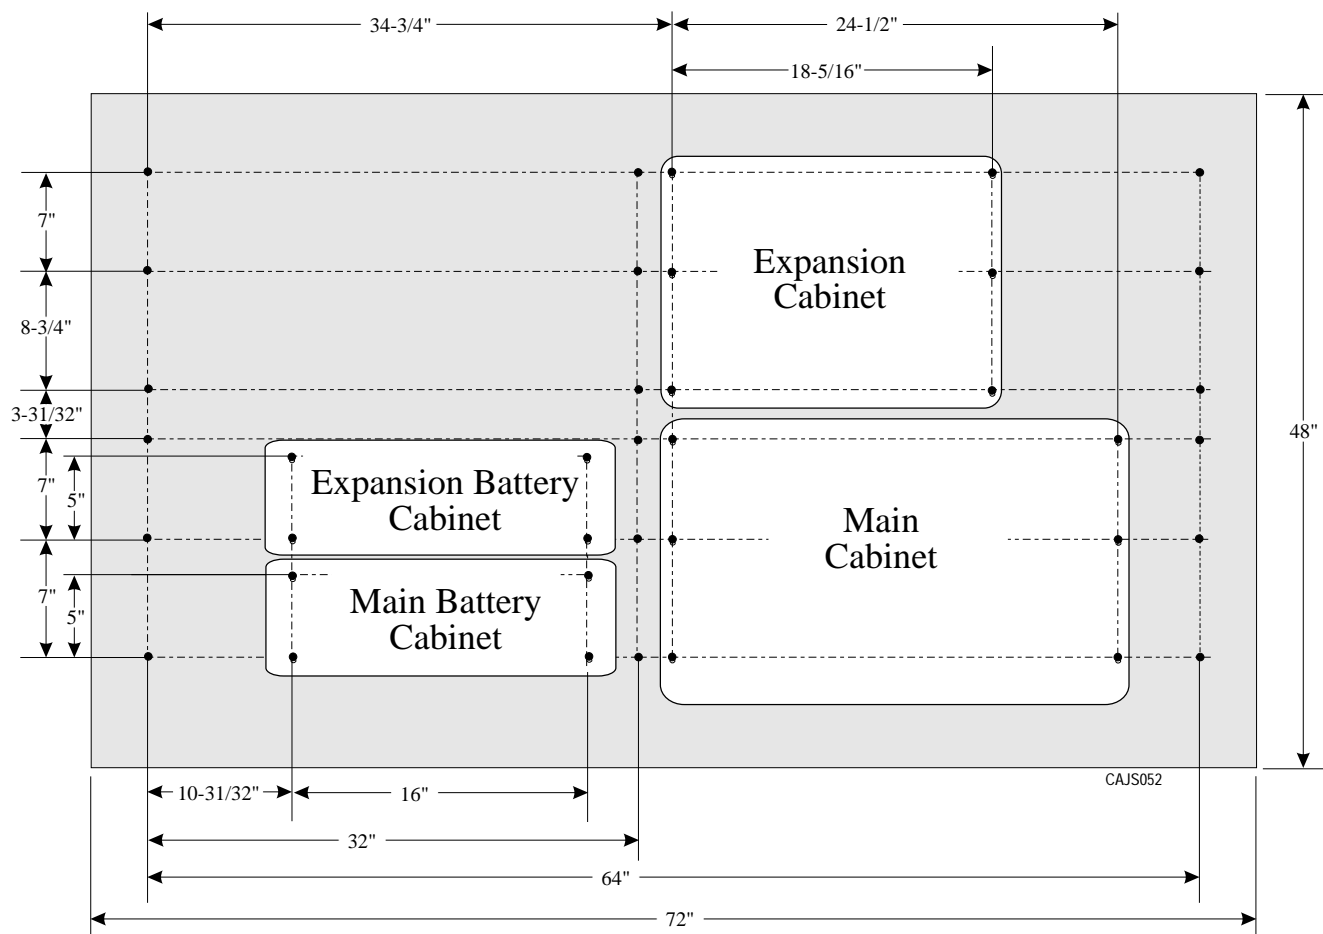 34-3/4"
24-1/2"
18-5/16"
7"
Expansion
Cabinet
8-3/4"
3-31/32"
48"
7"
5"
Expansion Battery
Cabinet
Main
Cabinet
7"
5"
Main Battery
Cabinet
CAJS052
10-31/32"
16"
32"
64"
72"